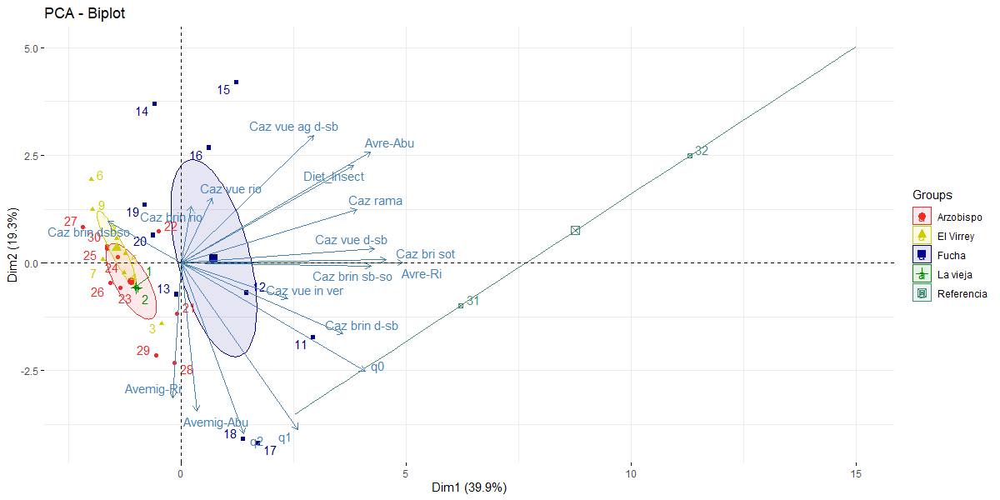 PCA - Biplot
5.0
2.5
0.0
-2.5
Dim2 (19.3%)
0
5
10
15
Dim1 (39.9%)
15
14
16
Caz vue ag d-sb
Avre-Abu
Diet_Insect
Caz vue rio
Caz rama
6
9
19
Caz brin rio
32
27
Caz brin dsbso
22
30
20
8
25
5
Caz vue d-sb
Caz bri sot
7
24
4
1
Caz brin sb-so
Avre-Ri
26
23
2
13
12
Caz vue in ver
21
31
3
Caz brin d-sb
29
11
28
q0
Avemig-Ri
Avemig-Abu
18
q2
q1
17
Groups
Arzobispo
El Virrey
Fucha
La vieja
Referencia